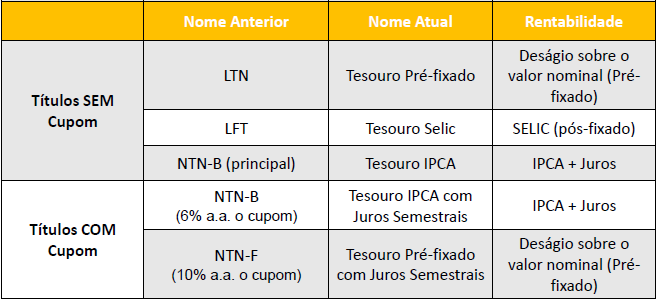 Nome Anterior Nome Atual Rentabilidade
Títulos SEM
Cupom
LTN
Tesouro Pré-fixado
Deságio sobre o
valor nominal (Pré-
fixado)
LFT
Tesouro Selic
SELIC (pós-fixado)
NTN-B (principal)
Tesouro IPCA
IPCA + Juros
Títulos COM
Cupom
NTN-B
(6% a.a. o cupom)
Tesouro IPCA com
Juros Semestrais
IPCA + Juros
NTN-F
(10% a.a. o cupom)
Tesouro Pré-fixado
com Juros Semestrais
Deságio sobre o
valor nominal (Pré-
fixado)